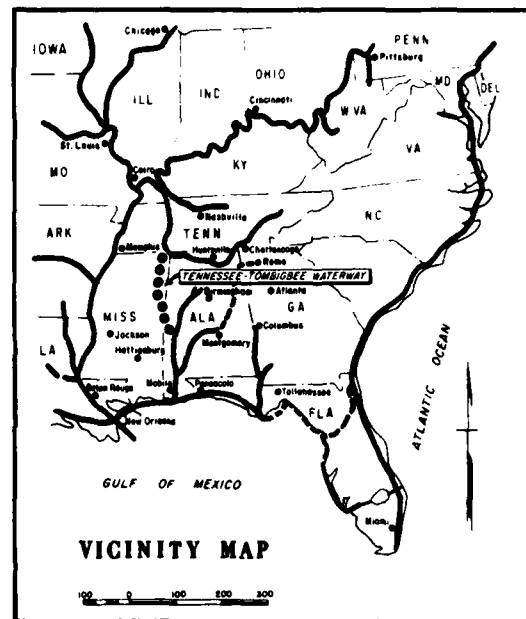 Chicago
IOWA
PENN
Pittsburg
OHIO
IND
ILL
MD
DEL
Cincinnati
W VA
St. Louis
VA
MO
Cairo
KY
Nashville
NC
TENN
ARK
Memphis
Huntsville
Chattanooga
Rome
TENNESSEE-TOMBIGBEE WATERWAY
Birmingham
Atlanta
MISS
ALA
GA
Jackson
Columbus
Montgomery
Hattiesburg
LA
Mobile
Pensacola
Baton Rouge
Tallahassee
FLA
New Orleans
ATLANTIC OCEAN
GULF OF MEXICO
Miami
VICINITY MAP
100 0 100 200 300